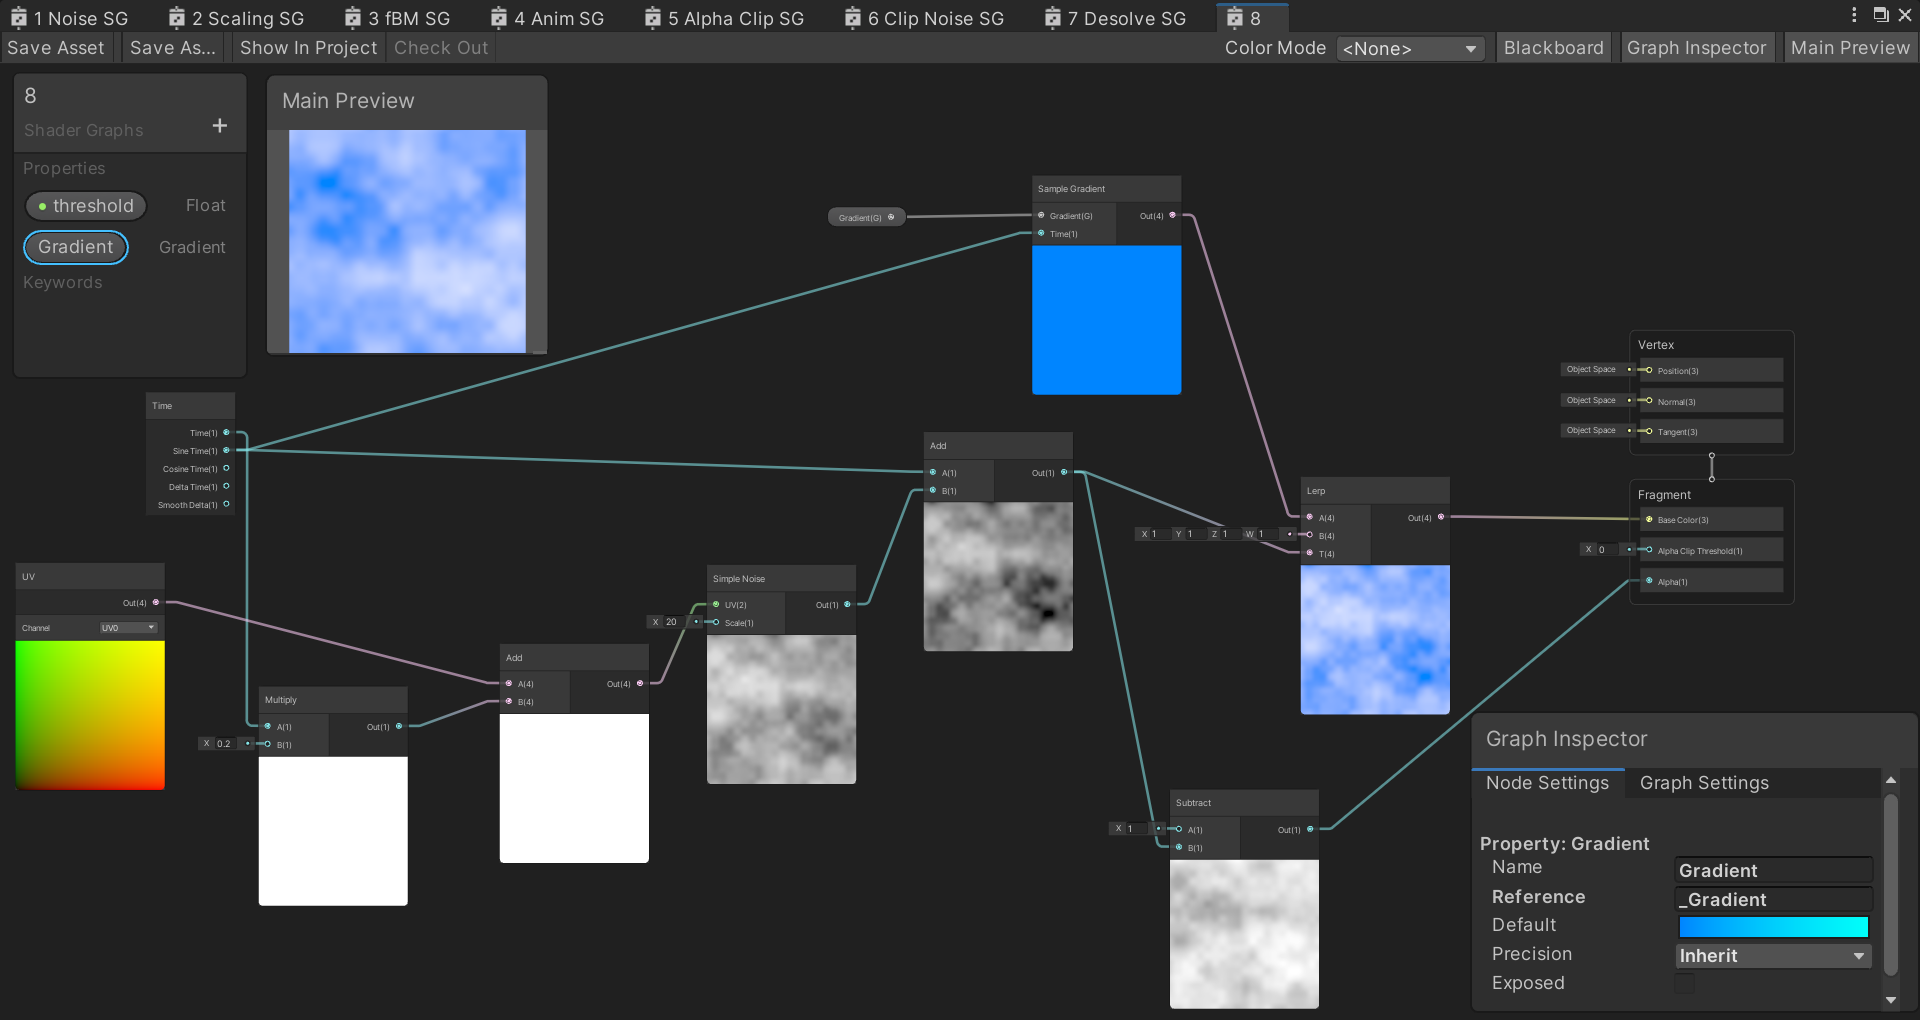 1 Noise SG
2 Scaling SG
3 fBM SG
4 Anim SG
5 Alpha Clip SG
6 Clip Noise SG
7 Desolve SG
8
Save Asset
Save As...
Show In Project
Check Out
Color Mode
<None>
Blackboard
Graph Inspector
Main Preview
8
Shader Graphs
+
Properties
threshold
Float
Gradient
Gradient
Keywords
Main Preview
Gradient(G)
Sample Gradient
Gradient(G)
Out(4)
Time(1)
Vertex
Object Space
Position(3)
Object Space
Normal(3)
Object Space
Tangent(3)
Time
Time(1)
Sine Time(1)
Cosine Time(1)
Delta Time(1)
Smooth Delta(1)
Add
A(1)
Out(1)
B(1)
Lerp
A(4)
Out(4)
X 1 Y 1 Z 1 W 1
B(4)
T(4)
Fragment
Base Color(3)
X 0
Alpha Clip Threshold(1)
Alpha(1)
UV
Out(4)
Channel
UV0
Simple Noise
UV(2)
Out(1)
X 20
Scale(1)
Add
A(4)
Out(4)
B(4)
Multiply
A(1)
Out(1)
X 0.2
B(1)
Subtract
X 1
A(1)
Out(1)
B(1)
Graph Inspector
Node Settings
Graph Settings
Property: Gradient
Name
Gradient
Reference
_Gradient
Default
Precision
Inherit
Exposed